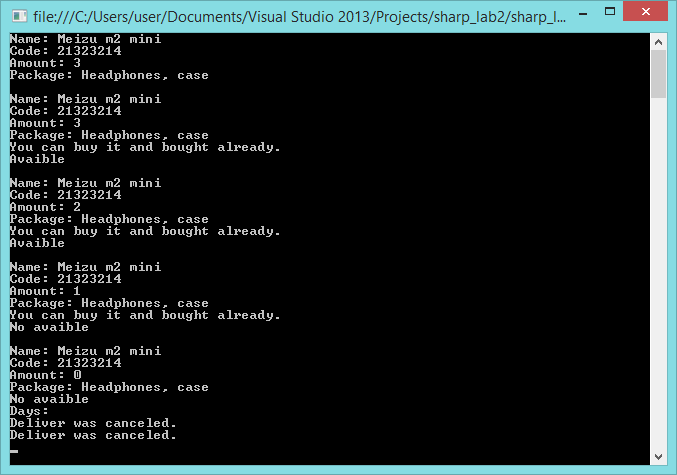 file:///C:/Users/user/Documents/Visual Studio 2013/Projects/sharp_lab2/sharp_l...
Name: Meizu m2 mini
Code: 21323214
Amount: 3
Package: Headphones, case
Name: Meizu m2 mini
Code: 21323214
Amount: 3
Package: Headphones, case
You can buy it and bought already.
Avaible
Name: Meizu m2 mini
Code: 21323214
Amount: 2
Package: Headphones, case
You can buy it and bought already.
Avaible
Name: Meizu m2 mini
Code: 21323214
Amount: 1
Package: Headphones, case
You can buy it and bought already.
No avaible
Name: Meizu m2 mini
Code: 21323214
Amount: 0
Package: Headphones, case
No avaible
Days:
Deliver was canceled.
Deliver was canceled.